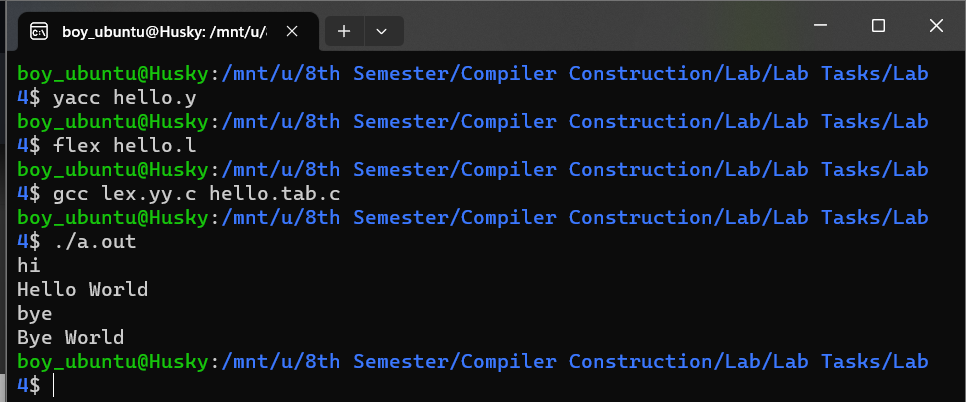 boy_ubuntu@Husky: /mnt/u/8
boy_ubuntu@Husky:/mnt/u/8th Semester/Compiler Construction/Lab/Lab Tasks/Lab
4$ yacc hello.y
boy_ubuntu@Husky:/mnt/u/8th Semester/Compiler Construction/Lab/Lab Tasks/Lab
4$ flex hello.l
boy_ubuntu@Husky:/mnt/u/8th Semester/Compiler Construction/Lab/Lab Tasks/Lab
4$ gcc lex.yy.c hello.tab.c
boy_ubuntu@Husky:/mnt/u/8th Semester/Compiler Construction/Lab/Lab Tasks/Lab
4$ ./a.out
hi
Hello World
bye
Bye World
boy_ubuntu@Husky:/mnt/u/8th Semester/Compiler Construction/Lab/Lab Tasks/Lab
4$